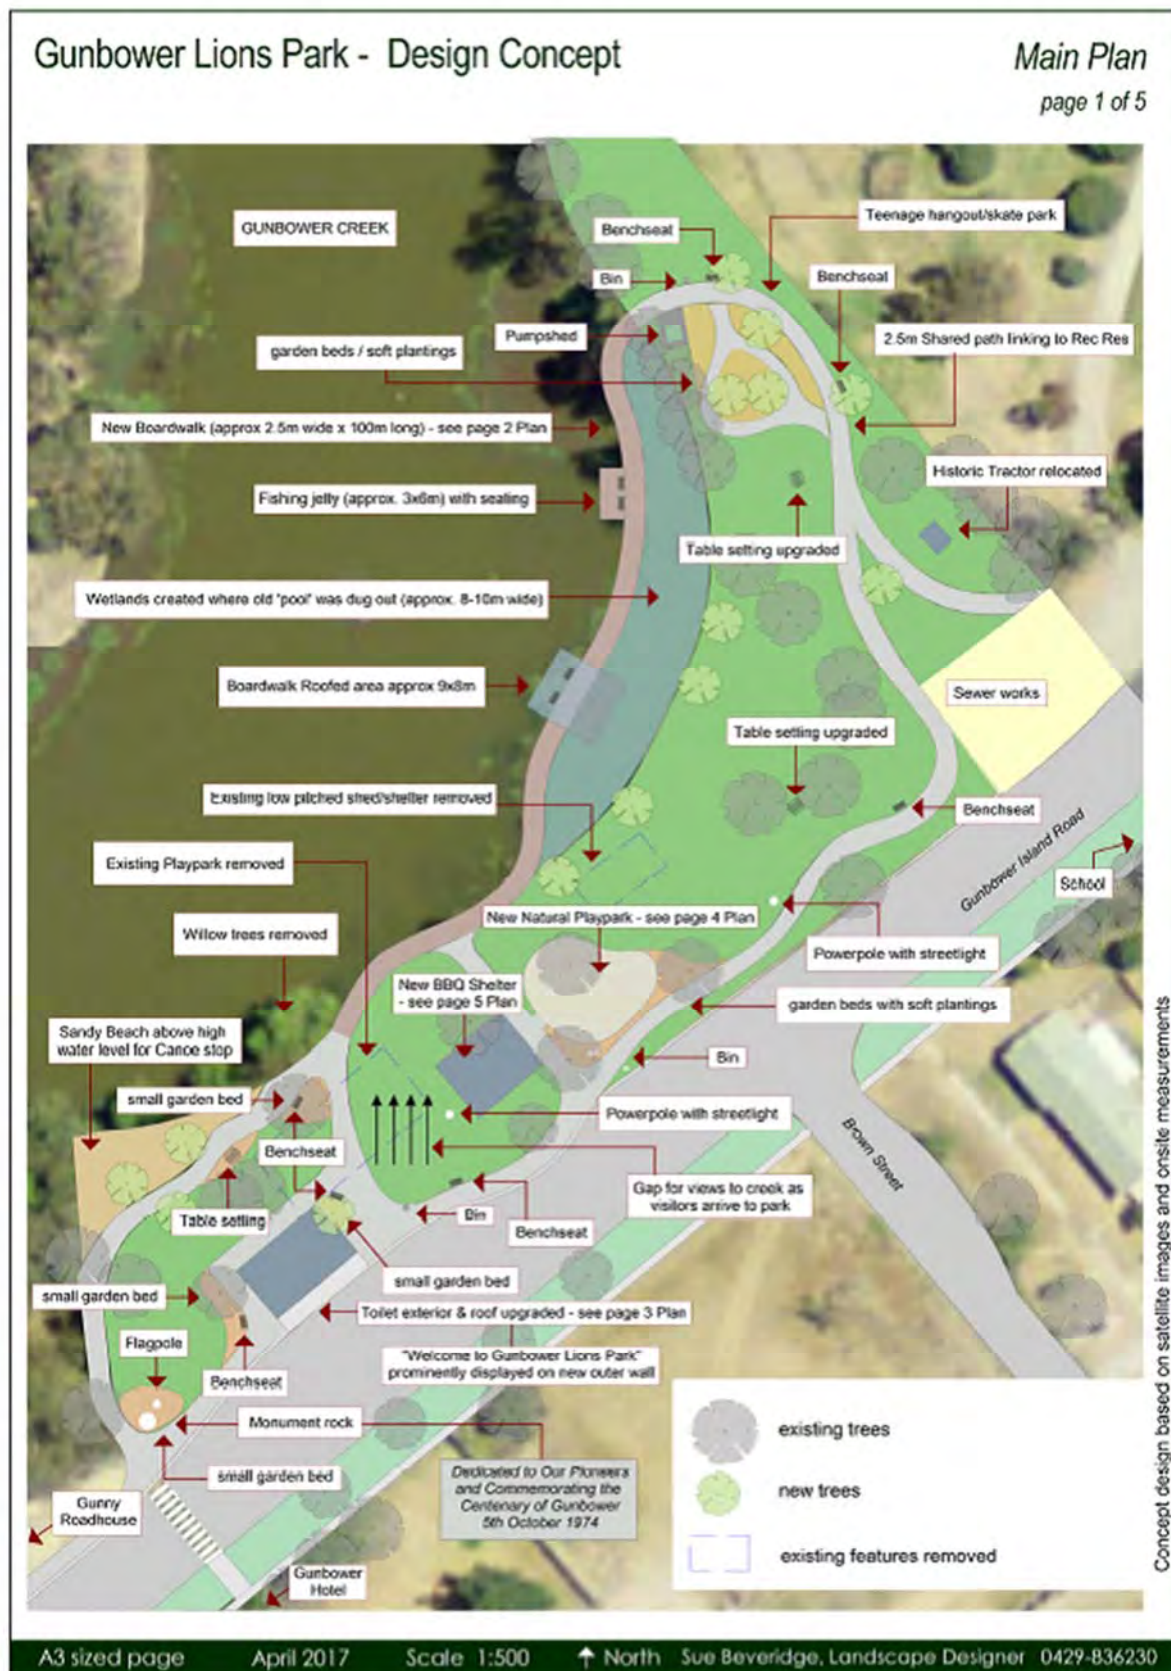 Gunbower Lions Park - Design Concept
Main Plan
page 1 of 5
GUNBOWER CREEK
Teenage hangout/skate park
Benchseat
Bin
Benchseat
Pumpshed
2.5m Shared path linking to Rec Res
garden beds / soft plantings
New Boardwalk (approx 2.5m wide x 100m long) - see page 2 Plan
Historic Tractor relocated
Fishing jetty (approx. 3x6m) with seating
Table setting upgraded
Wetlands created where old 'pool' was dug out (approx. 8-10m wide)
Boardwalk Roofed area approx 9x8m
Sewer works
Table setting upgraded
Existing low pitched shed/shelter removed
Benchseat
Gunbower Island Road
Existing Playpark removed
School
New Natural Playpark - see page 4 Plan
Willow trees removed
Powerpole with streetlight
New BBQ Shelter
- see page 5 Plan
garden beds with soft plantings
Sandy Beach above high
water level for Canoe stop
Bin
small garden bed
Powerpole with streetlight
Benchseat
Brown Street
Gap for views to creek as
visitors arrive to park
Table setting
Bin
Benchseat
small garden bed
small garden bed
Toilet exterior & roof upgraded - see page 3 Plan
Flagpole
"Welcome to Gunbower Lions Park"
prominently displayed on new outer wall
Benchseat
Monument rock
small garden bed
Dedicated to Our Pioneers
and Commemorating the
Centenary of Gunbower
5th October 1974
Gunny
Roadhouse
Gunbower
Hotel
existing trees
new trees
existing features removed
Concept design based on satellite images and onsite measurements
A3 sized page April 2017 Scale 1:500 North Sue Beveridge, Landscape Designer 0429-836230